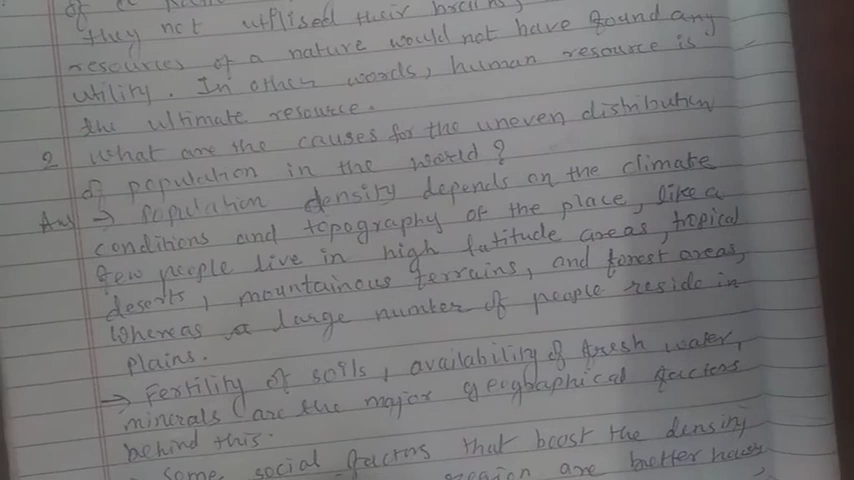 they not utilised their brains,
resources of a nature would not have found any
utility. In other words, human resource is
the ultimate resource.
2 What are the causes for the uneven distribution
of population in the world?
Ans → Population density depends on the climate
conditions and topography of the place, like a
few people live in high latitude areas, tropical
deserts, mountainous terrains, and forest areas,
Whereas a large number of people reside in
plains.
→ Fertility of soils, availability of fresh water,
minerals are the major geographical factors
behind this.
Some social factors that boost the density
region are better